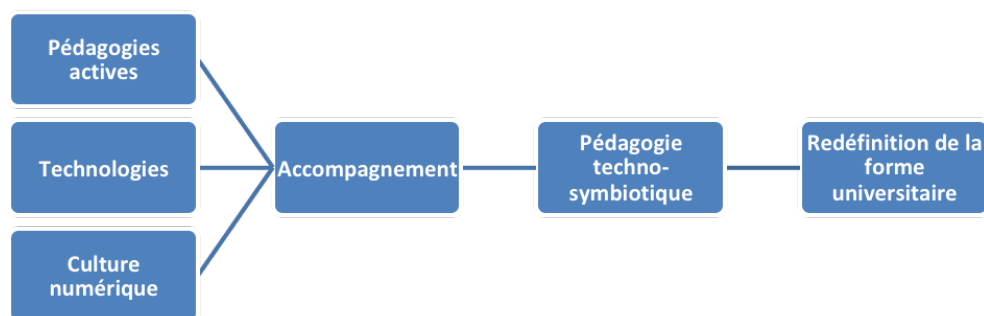 Pédagogies
actives
Technologies
Culture
numérique
Accompagnement
Pédagogie
techno-
symbiotique
Redéfinition de la
forme
universitaire